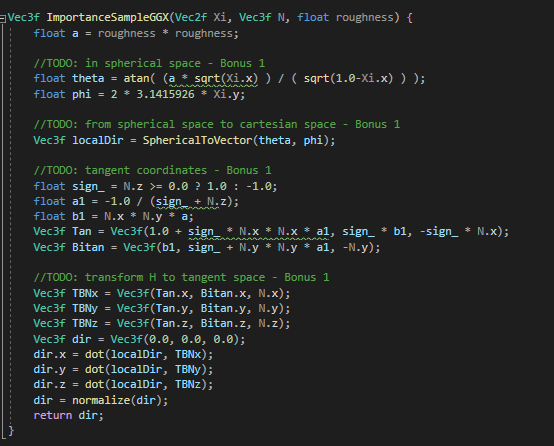 Vec3f ImportanceSampleGGX(Vec2f Xi, Vec3f N, float roughness) {
float a = roughness * roughness;
//TODO: in spherical space - Bonus 1
float theta = atan( (a * sqrt(Xi.x) ) / ( sqrt(1.0-Xi.x) ) );
float phi = 2 * 3.1415926 * Xi.y;
//TODO: from spherical space to cartesian space - Bonus 1
Vec3f localDir = SphericalToVector(theta, phi);
//TODO: tangent coordinates - Bonus 1
float sign_ = N.z >= 0.0 ? 1.0 : -1.0;
float a1 = -1.0 / (sign_ + N.z);
float b1 = N.x * N.y * a;
Vec3f Tan = Vec3f(1.0 + sign_ * N.x * N.x * a1, sign_ * b1, -sign_ * N.x);
Vec3f Bitan = Vec3f(b1, sign_ + N.y * N.y * a1, -N.y);
//TODO: transform H to tangent space - Bonus 1
Vec3f TBNx = Vec3f(Tan.x, Bitan.x, N.x);
Vec3f TBNy = Vec3f(Tan.y, Bitan.y, N.y);
Vec3f TBNz = Vec3f(Tan.z, Bitan.z, N.z);
Vec3f dir = Vec3f(0.0, 0.0, 0.0);
dir.x = dot(localDir, TBNx);
dir.y = dot(localDir, TBNy);
dir.z = dot(localDir, TBNz);
dir = normalize(dir);
return dir;
}